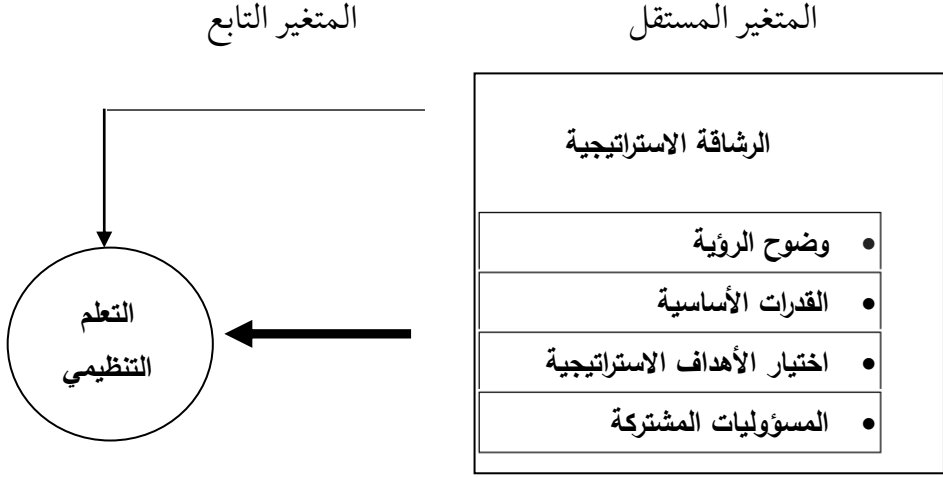 المتغير المستقل
المتغير التابع
الرشاقة الاستراتيجية
• وضوح الرؤية
• القدرات الأساسية
• اختيار الأهداف الاستراتيجية
• المسؤوليات المشتركة
التعلم
التنظيمي